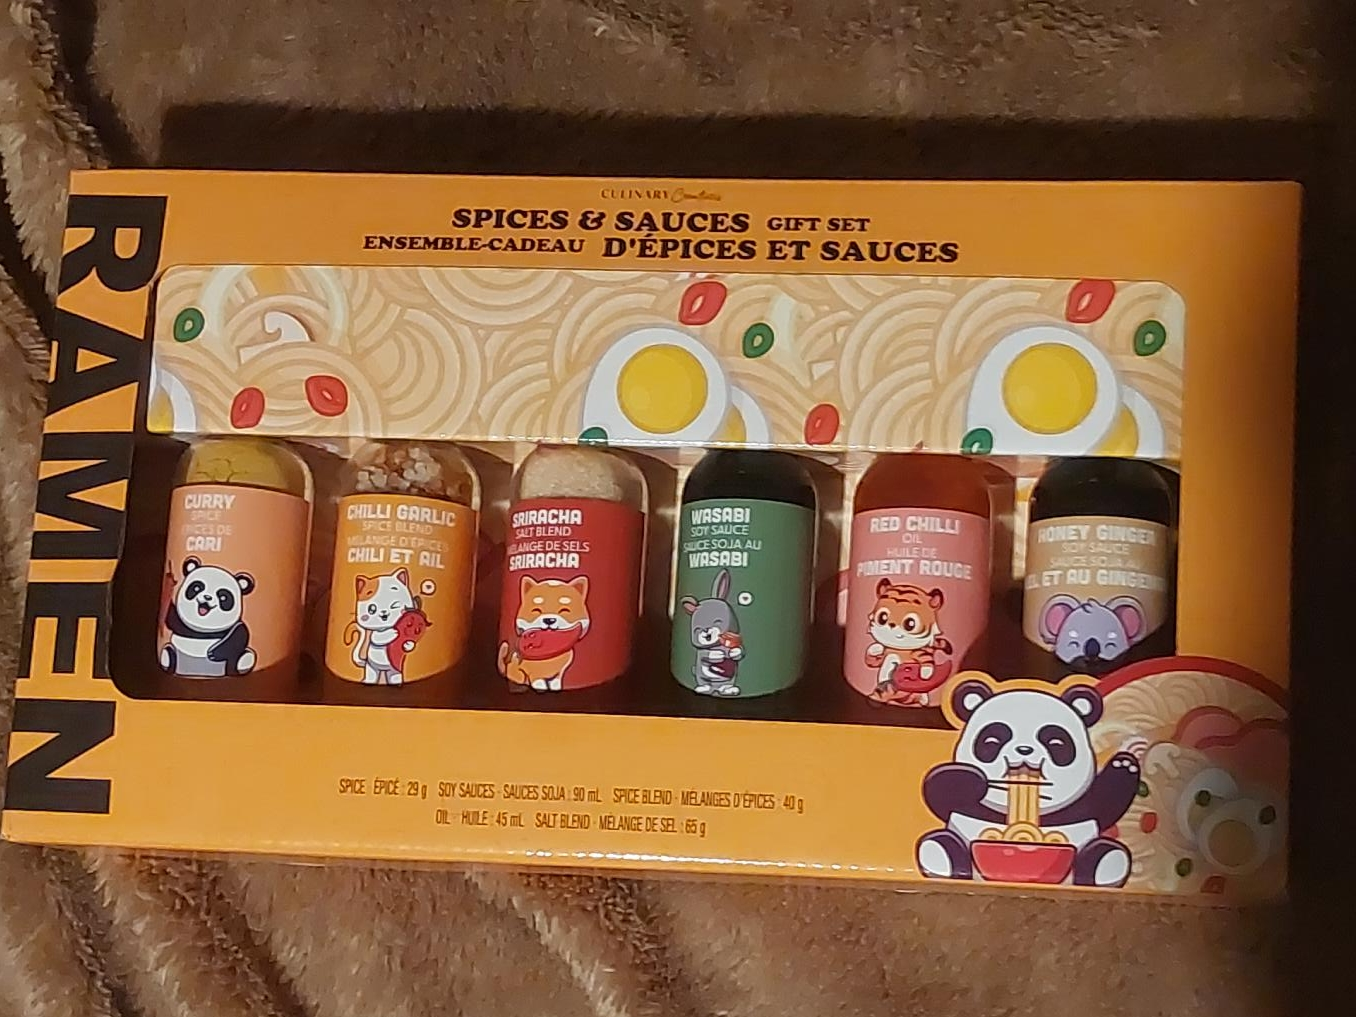 RAMEN
CULINARY
SPICES & SAUCES GIFT SET
ENSEMBLE-CADEAU D'ÉPICES ET SAUCES
CURRY
SPICE
ÉPICES DE
CARI
CHILLI GARLIC
SPICE BLEND
MÉLANGE D'ÉPICES
CHILI ET AIL
SRIRACHA
SALT BLEND
MÉLANGE DE SELS
SRIRACHA
WASABI
SOY SAUCE
SAUCE SOJA AU
WASABI
RED CHILLI
OIL
HUILE DE
PIMENT ROUGE
HONEY GINGER
SOY SAUCE
SAUCE SOJA AU
ET AU GINGEMBRE
SPICE · ÉPICÉ : 29 g SOY SAUCES · SAUCES SOJA : 90 mL SPICE BLEND · MÉLANGES D'ÉPICES : 40 g
OIL · HUILE : 45 mL SALT BLEND · MÉLANGE DE SEL : 65 g